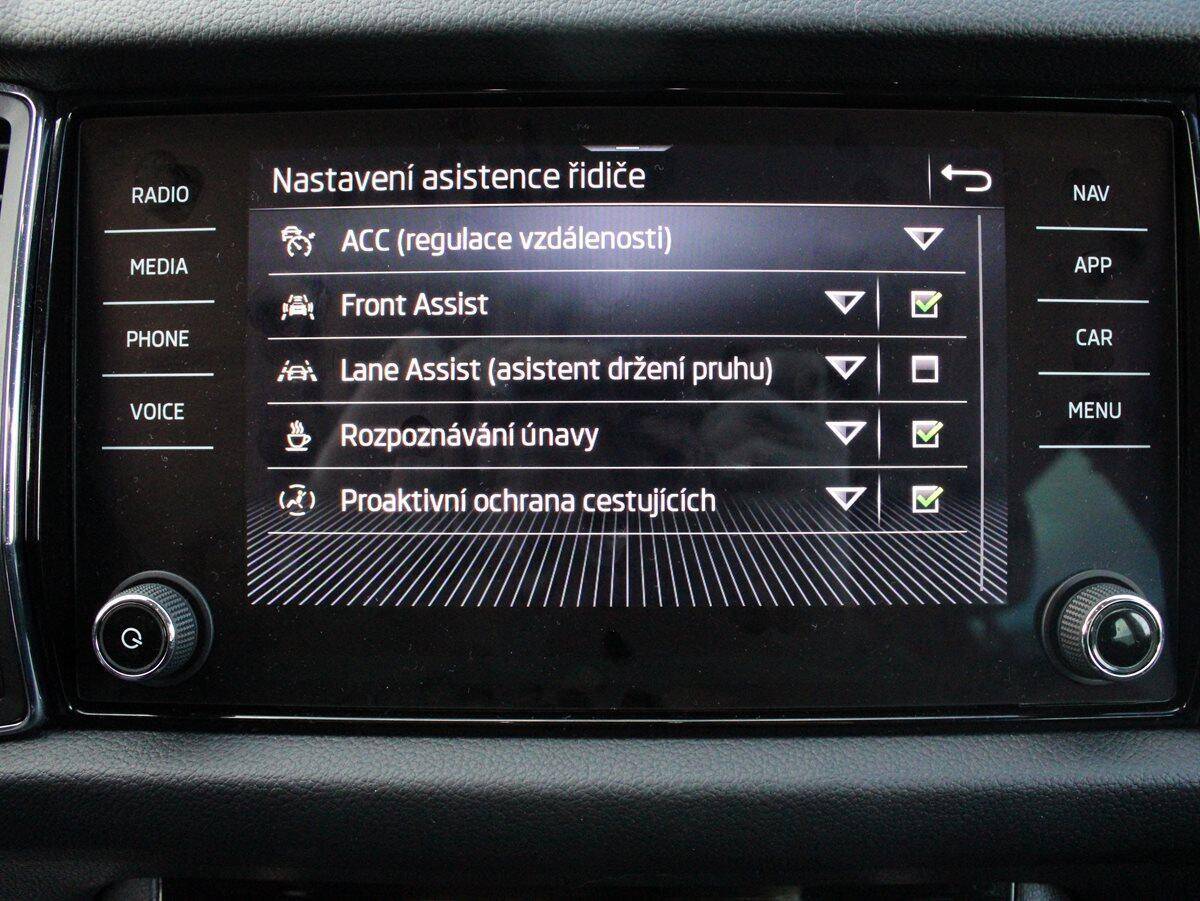 Nastavení asistence řidiče
RADIO
MEDIA
PHONE
VOICE
ACC (regulace vzdálenosti)
Front Assist
Lane Assist (asistent držení pruhu)
Rozpoznávání únavy
Proaktivní ochrana cestujících
NAV
APP
CAR
MENU